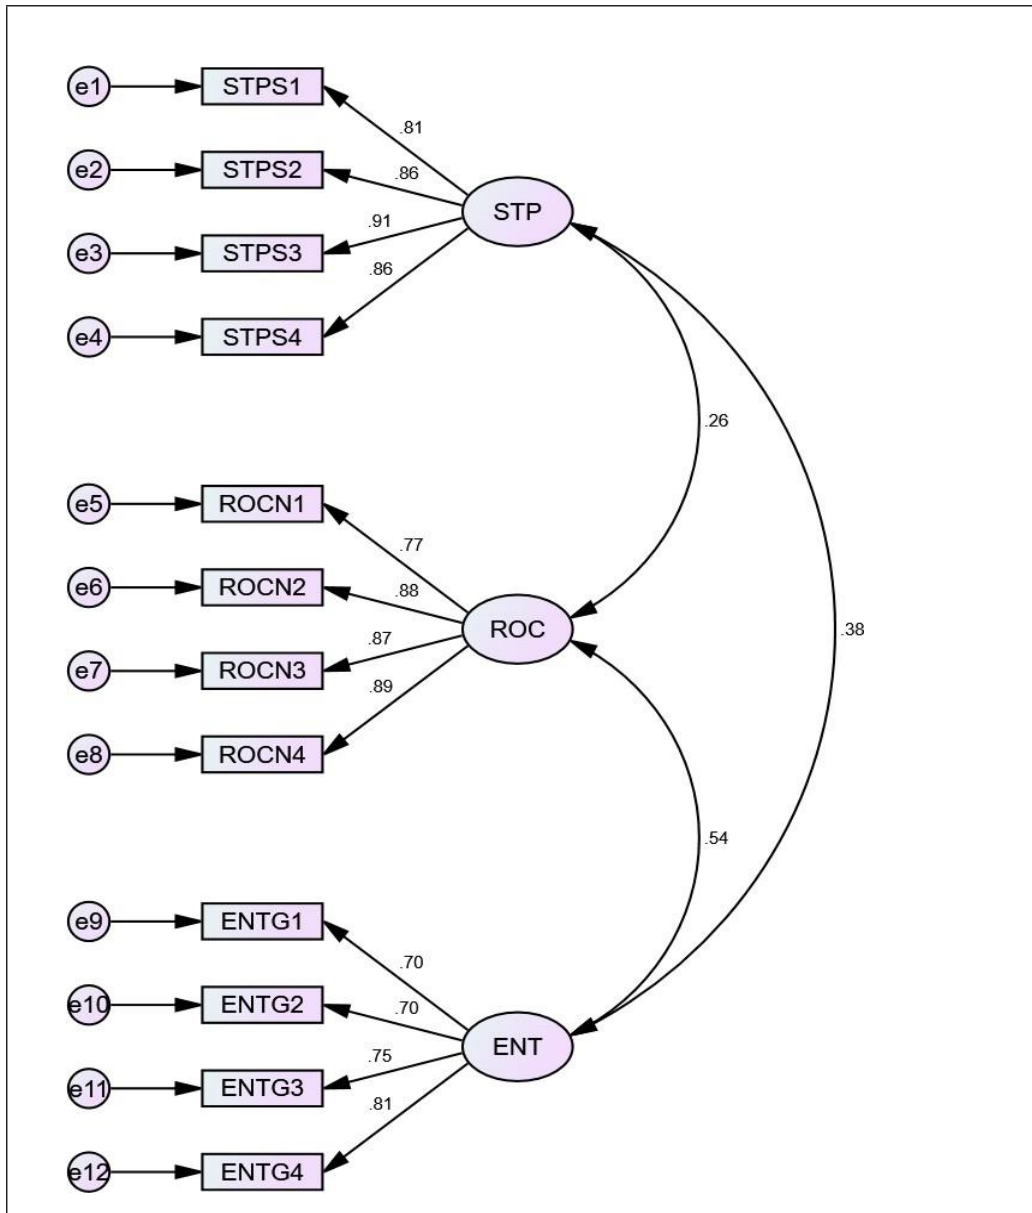 e1 STPS1
.81
e2 STPS2
.86
STP
.91
e3 STPS3
.86
e4 STPS4
.26
e5 ROCN1
.77
e6 ROCN2
.88
ROC
.38
.87
e7 ROCN3
.89
e8 ROCN4
.54
e9 ENTG1
.70
e10 ENTG2
.70
ENT
.75
e11 ENTG3
.81
e12 ENTG4